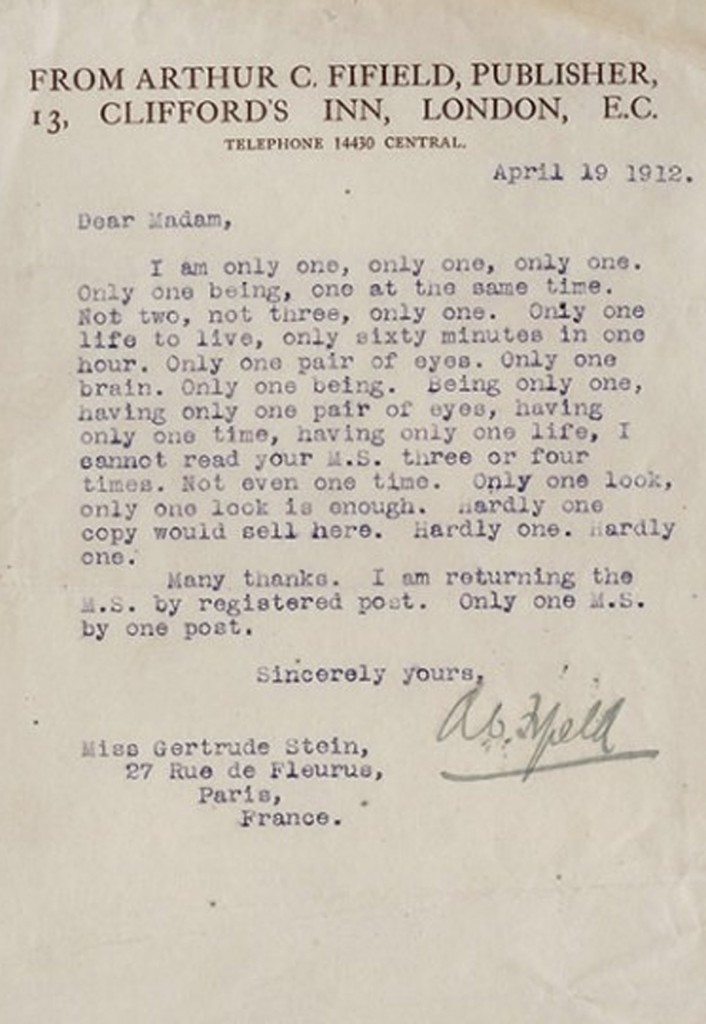 FROM ARTHUR C. FIFIELD, PUBLISHER,
13, CLIFFORD'S INN, LONDON, E.C.
TELEPHONE 14430 CENTRAL.
April 19 1912.
Dear Madam,
I am only one, only one, only one.
Only one being, one at the same time.
Not two, not three, only one. Only one
life to live, only sixty minutes in one
hour. Only one pair of eyes. Only one
brain. Only one being. Being only one,
having only one pair of eyes, having
only one time, having only one life, I
cannot read your M.S. three or four
times. Not even one time. Only one look,
only one look is enough. Hardly one
copy would sell here. Hardly one. Hardly
one.
Many thanks. I am returning the
M.S. by registered post. Only one M.S.
by one post.
Sincerely yours,
A.C. Fifield
Miss Gertrude Stein,
27 Rue de Fleurus,
Paris,
France.